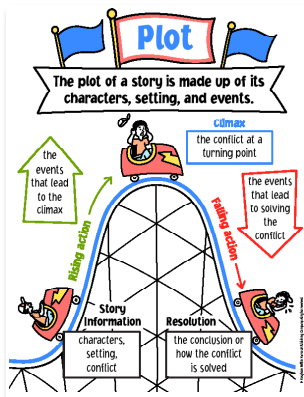 Plot
The plot of a story is made up of its
characters, setting, and events.
Climax
the conflict at a
turning point
the
events
that lead
to the
climax
the events
that lead
to solving
the
conflict
Rising action
Falling action
Story
Information
characters,
setting,
conflict
Resolution
the conclusion or
how the conflict
is solved